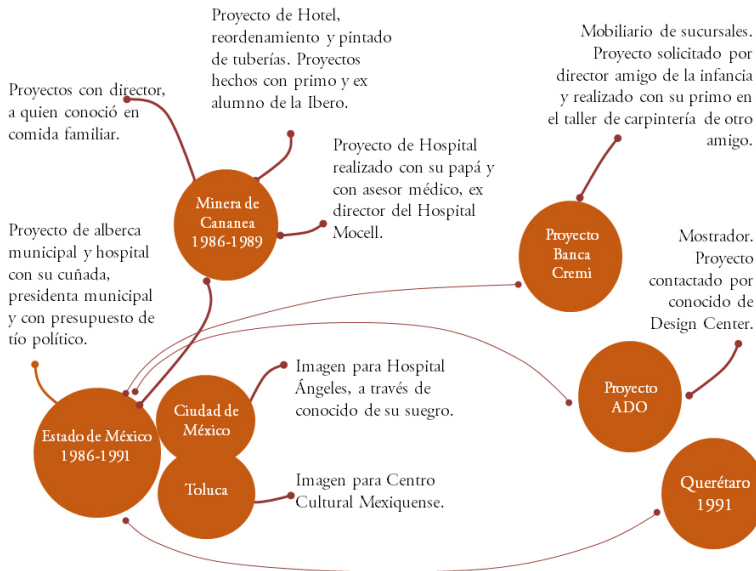 Proyecto de Hotel,
reordenamiento y pintado
de tuberías. Proyectos
hechos con primo y ex
alumno de la Ibero.
Mobiliario de sucursales.
Proyecto solicitado por
director amigo de la infancia
y realizado con su primo en
el taller de carpintería de otro
amigo.
Proyectos con director,
a quien conoció en
comida familiar.
Proyecto de Hospital
realizado con su papá y
con asesor médico, ex
director del Hospital
Mocell.
Minera de
Cananea
1986-1989
Proyecto
Banca
Cremi
Mostrador.
Proyecto
contactado por
conocido de
Design Center.
Proyecto de alberca
municipal y hospital
con su cuñada,
presidenta municipal
y con presupuesto de
tío político.
Imagen para Hospital
Ángeles, a través de
conocido de su suegro.
Proyecto
ADO
Ciudad de
México
Estado de México
1986-1991
Toluca
Imagen para Centro
Cultural Mexiquense.
Querétaro
1991